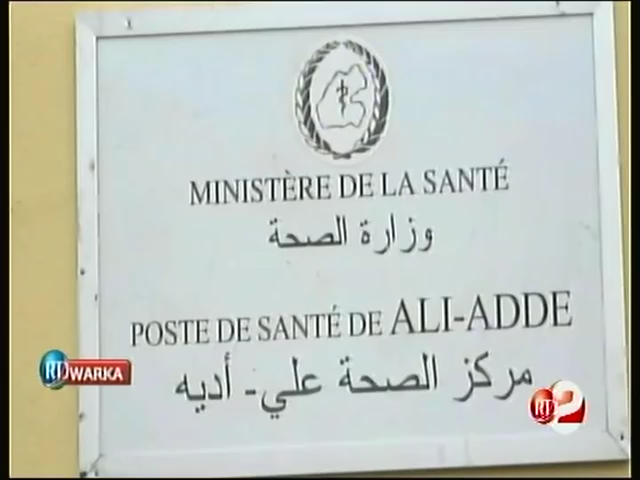 MINISTÈRE DE LA SANTÉ
وزارة الصحة
POSTE DE SANTÉ DE ALI-ADDE
مركز الصحة علي- أديه
RTD WARKA
RTD 2